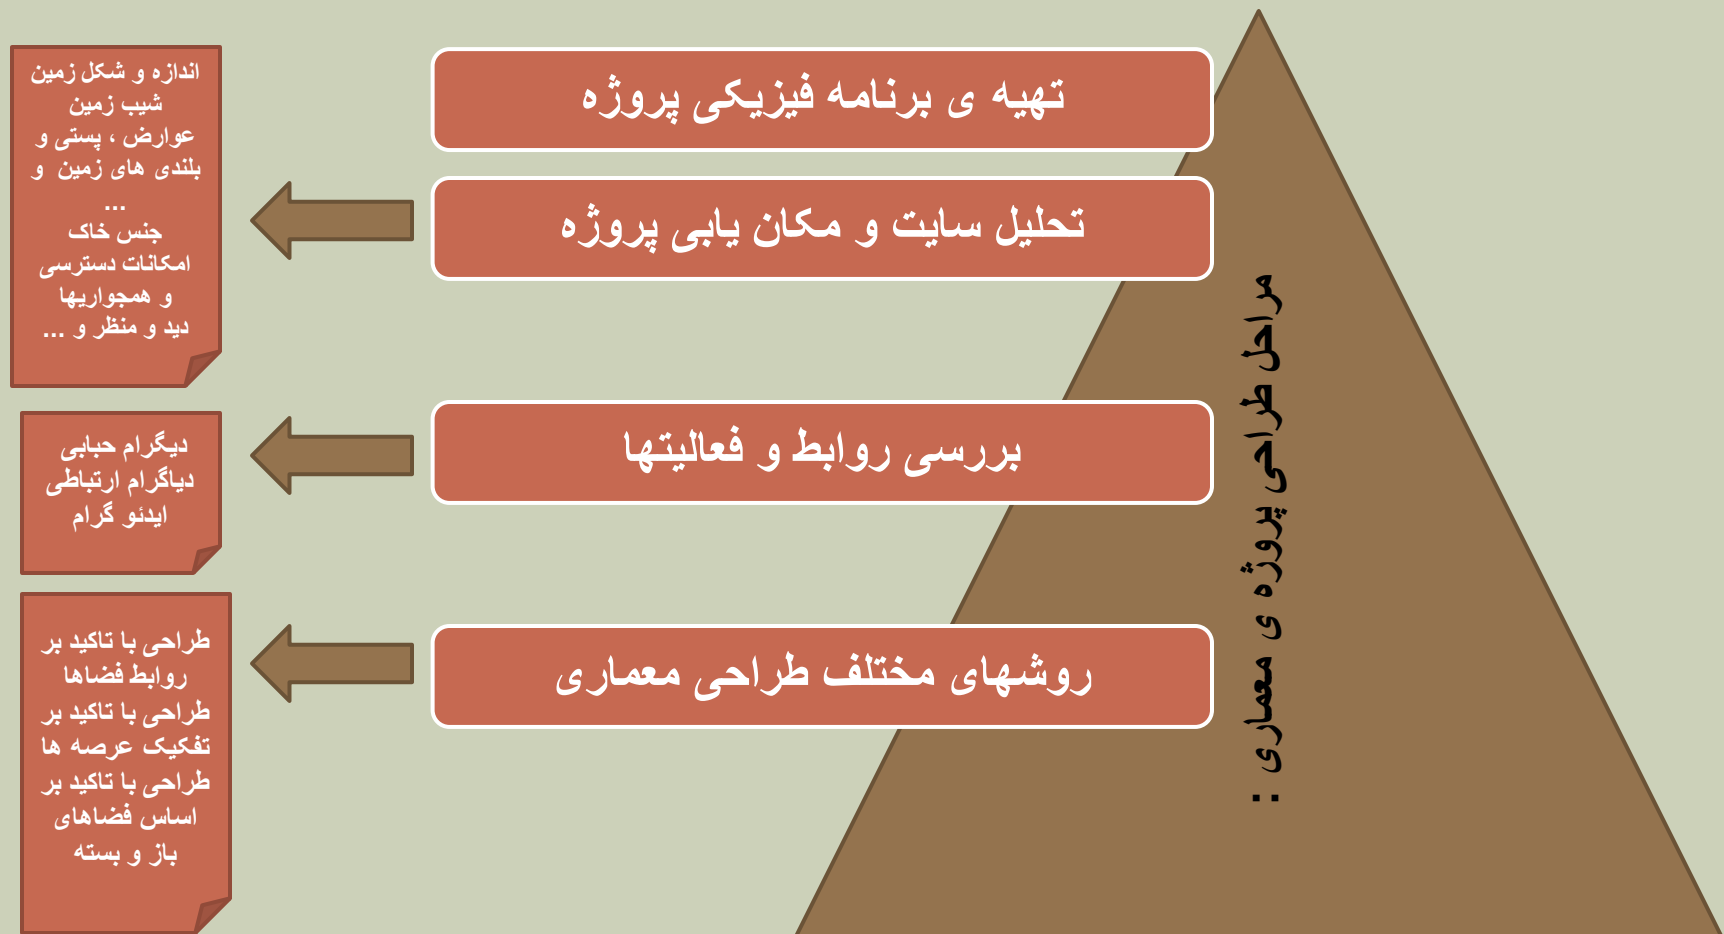 مراحل طراحی پروژه ی معماری :
تهیه ی برنامه فیزیکی پروژه
تحلیل سایت و مکان یابی پروژه
اندازه و شکل زمین
شیب زمین
عوارض ، پستی و
بلندی های زمین و
...
جنس خاک
امکانات دسترسی
و همجواریها
دید و منظر و ...
بررسی روابط و فعالیتها
دیگرام حبابی
دیاگرام ارتباطی
ایدئو گرام
روشهای مختلف طراحی معماری
طراحی با تاکید بر
روابط فضاها
طراحی با تاکید بر
تفکیک عرصه ها
طراحی با تاکید بر
اساس فضاهای
باز و بسته